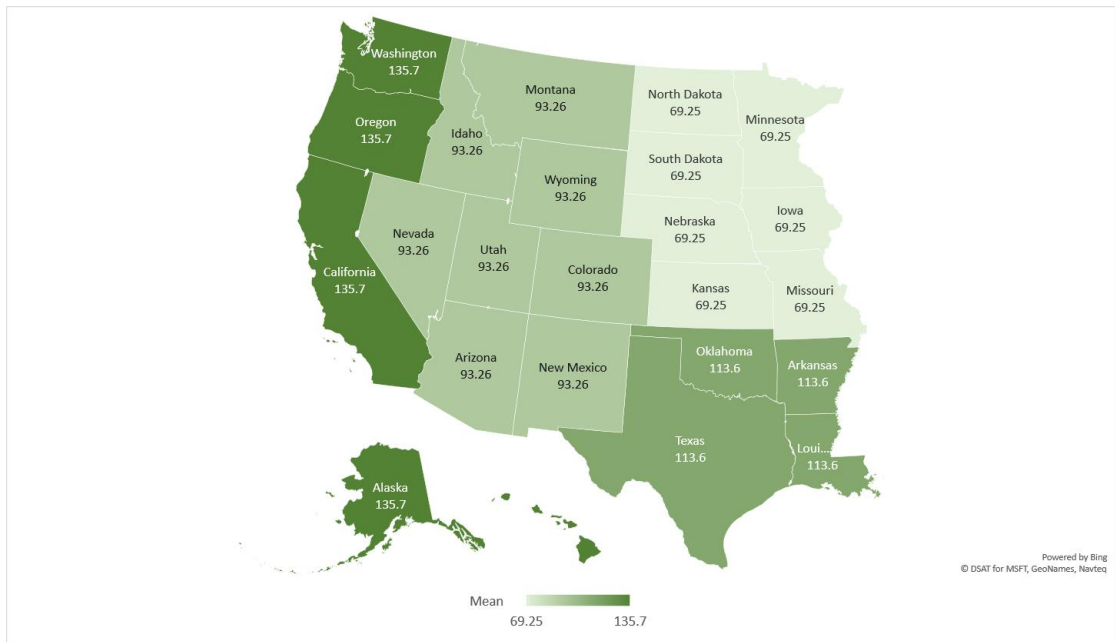 Washington
135.7
Montana
93.26
North Dakota
69.25
Minnesota
69.25
Oregon
135.7
Idaho
93.26
South Dakota
69.25
Wyoming
93.26
Iowa
69.25
Nebraska
69.25
Nevada
93.26
Utah
93.26
Colorado
93.26
California
135.7
Kansas
69.25
Missouri
69.25
Arizona
93.26
New Mexico
93.26
Oklahoma
113.6
Arkansas
113.6
Texas
113.6
Loui....
113.6
Alaska
135.7
Powered by Bing
© DSAT for MSFT, GeoNames, Navteq
Mean
69.25 135.7